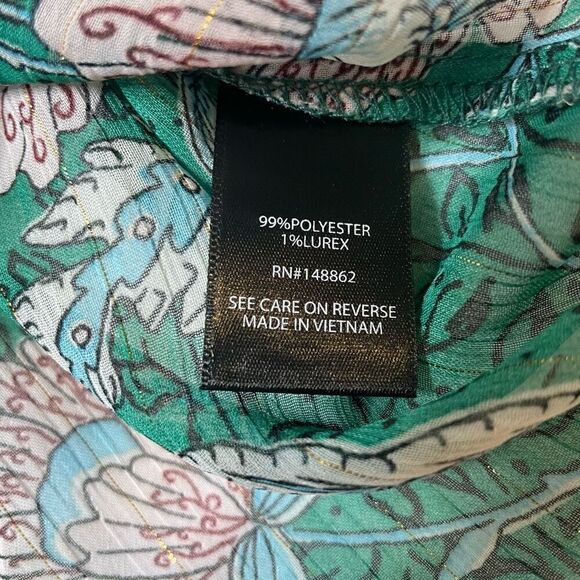 99%POLYESTER
1%LUREX
RN#148862
SEE CARE ON REVERSE
MADE IN VIETNAM